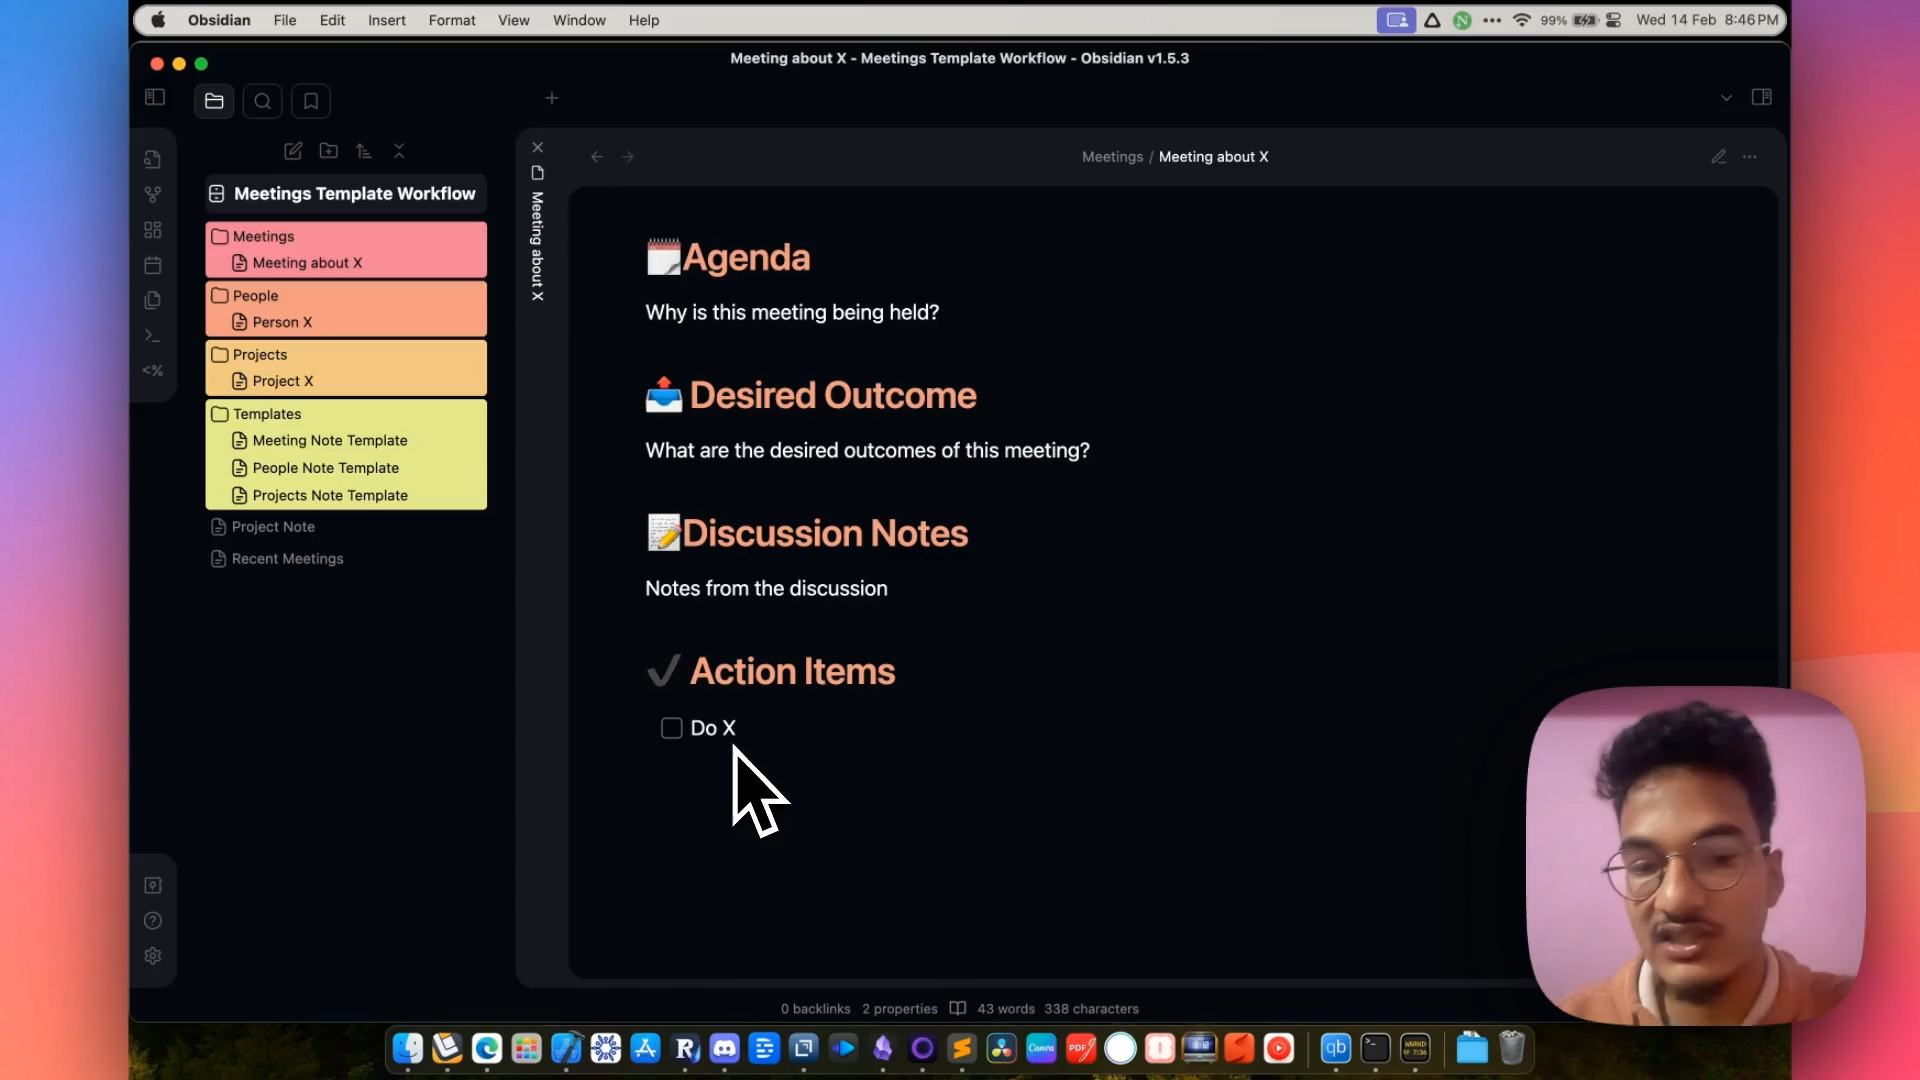 Obsidian File Edit Insert Format View Window Help
99% Wed 14 Feb 8:46 PM
Meeting about X - Meetings Template Workflow - Obsidian v1.5.3
Meetings Template Workflow
Meetings
Meeting about X
People
Person X
Projects
Project X
Templates
Meeting Note Template
People Note Template
Projects Note Template
Project Note
Recent Meetings
<%
Meeting about X
Meetings / Meeting about X
Agenda
Why is this meeting being held?
Desired Outcome
What are the desired outcomes of this meeting?
Discussion Notes
Notes from the discussion
Action Items
Do X
0 backlinks 2 properties 43 words 338 characters
Canva
PDF
qb